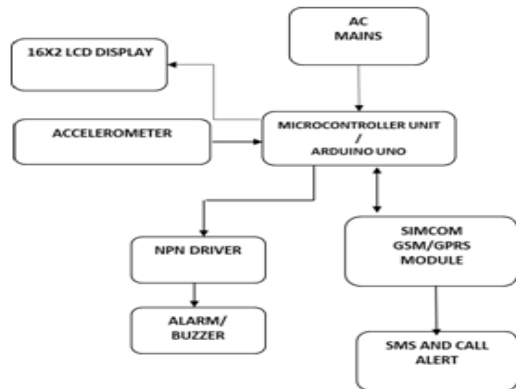 AC
MAINS
16X2 LCD DISPLAY
ACCELEROMETER
MICROCONTROLLER UNIT
/
ARDUINO UNO
NPN DRIVER
SIMCOM
GSM/GPRS
MODULE
ALARM/
BUZZER
SMS AND CALL
ALERT